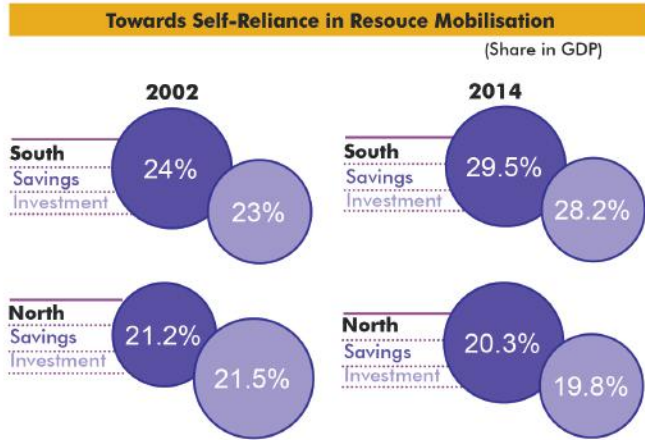 Towards Self-Reliance in Resouce Mobilisation
(Share in GDP)
2002
South
Savings
Investment
24%
23%
2014
South
Savings
Investment
29.5%
28.2%
North
Savings
Investment
21.2%
21.5%
North
Savings
Investment
20.3%
19.8%